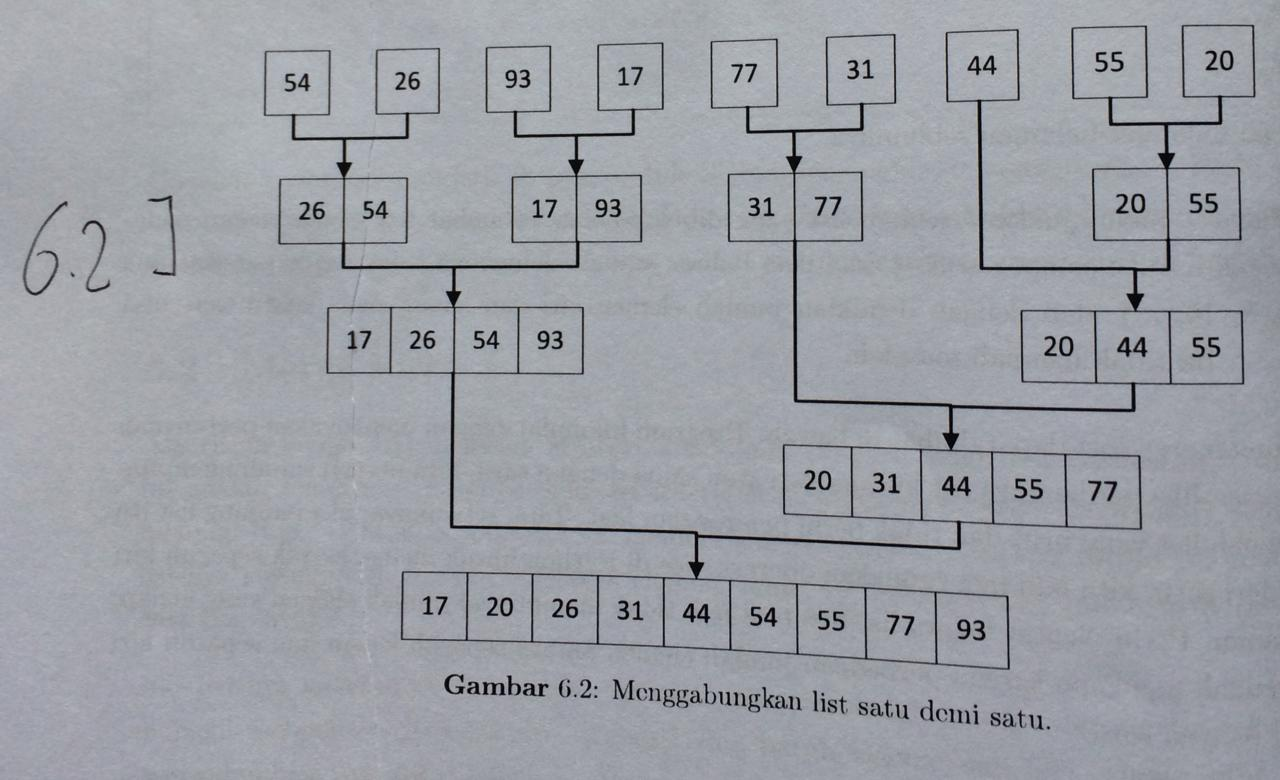 54 26 93 17 77 31 44 55 20
26 54 17 93 31 77 20 55
6.2]
17 26 54 93 20 44 55
20 31 44 55 77
17 20 26 31 44 54 55 77 93
Gambar 6.2: Menggabungkan list satu demi satu.